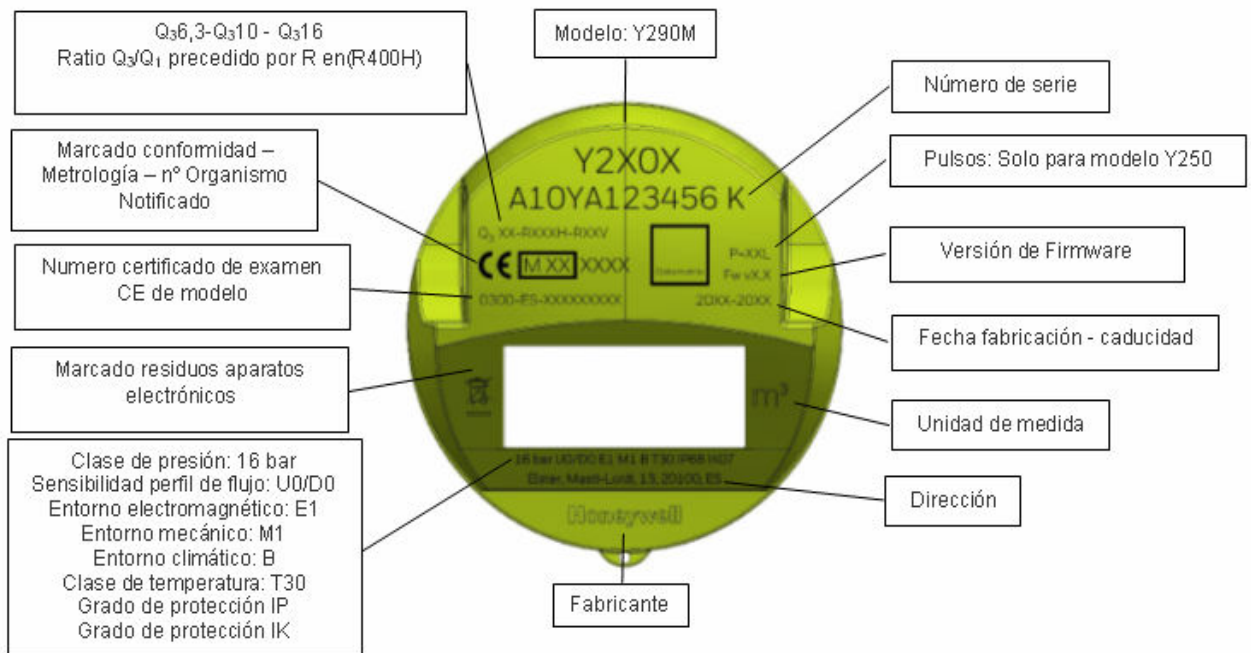 Q₃6,3-Q₃10 - Q₃16
Ratio Q₃/Q₁ precedido por R en(R400H)
Modelo: Y290M
Número de serie
Marcado conformidad –
Metrología – nº Organismo
Notificado
Pulsos: Solo para modelo Y250
Versión de Firmware
Numero certificado de examen
CE de modelo
Fecha fabricación - caducidad
Marcado residuos aparatos
electrónicos
Unidad de medida
Clase de presión: 16 bar
Sensibilidad perfil de flujo: U0/D0
Entorno electromagnético: E1
Entorno mecánico: M1
Entorno climático: B
Clase de temperatura: T30
Grado de protección IP
Grado de protección IK
Dirección
Fabricante
Y2X0X
A10YA123456 K
Q₃ XX-RXXXH-RXXV
CE M XX XXXX
P=XXL
Fw vX.X
0300-ES-XXXXXXXXX
20XX-20XX
m³
16 bar U0/D0 E1 M1 B T30 IP68
Elster, 15, 20100, ES
Honeywell